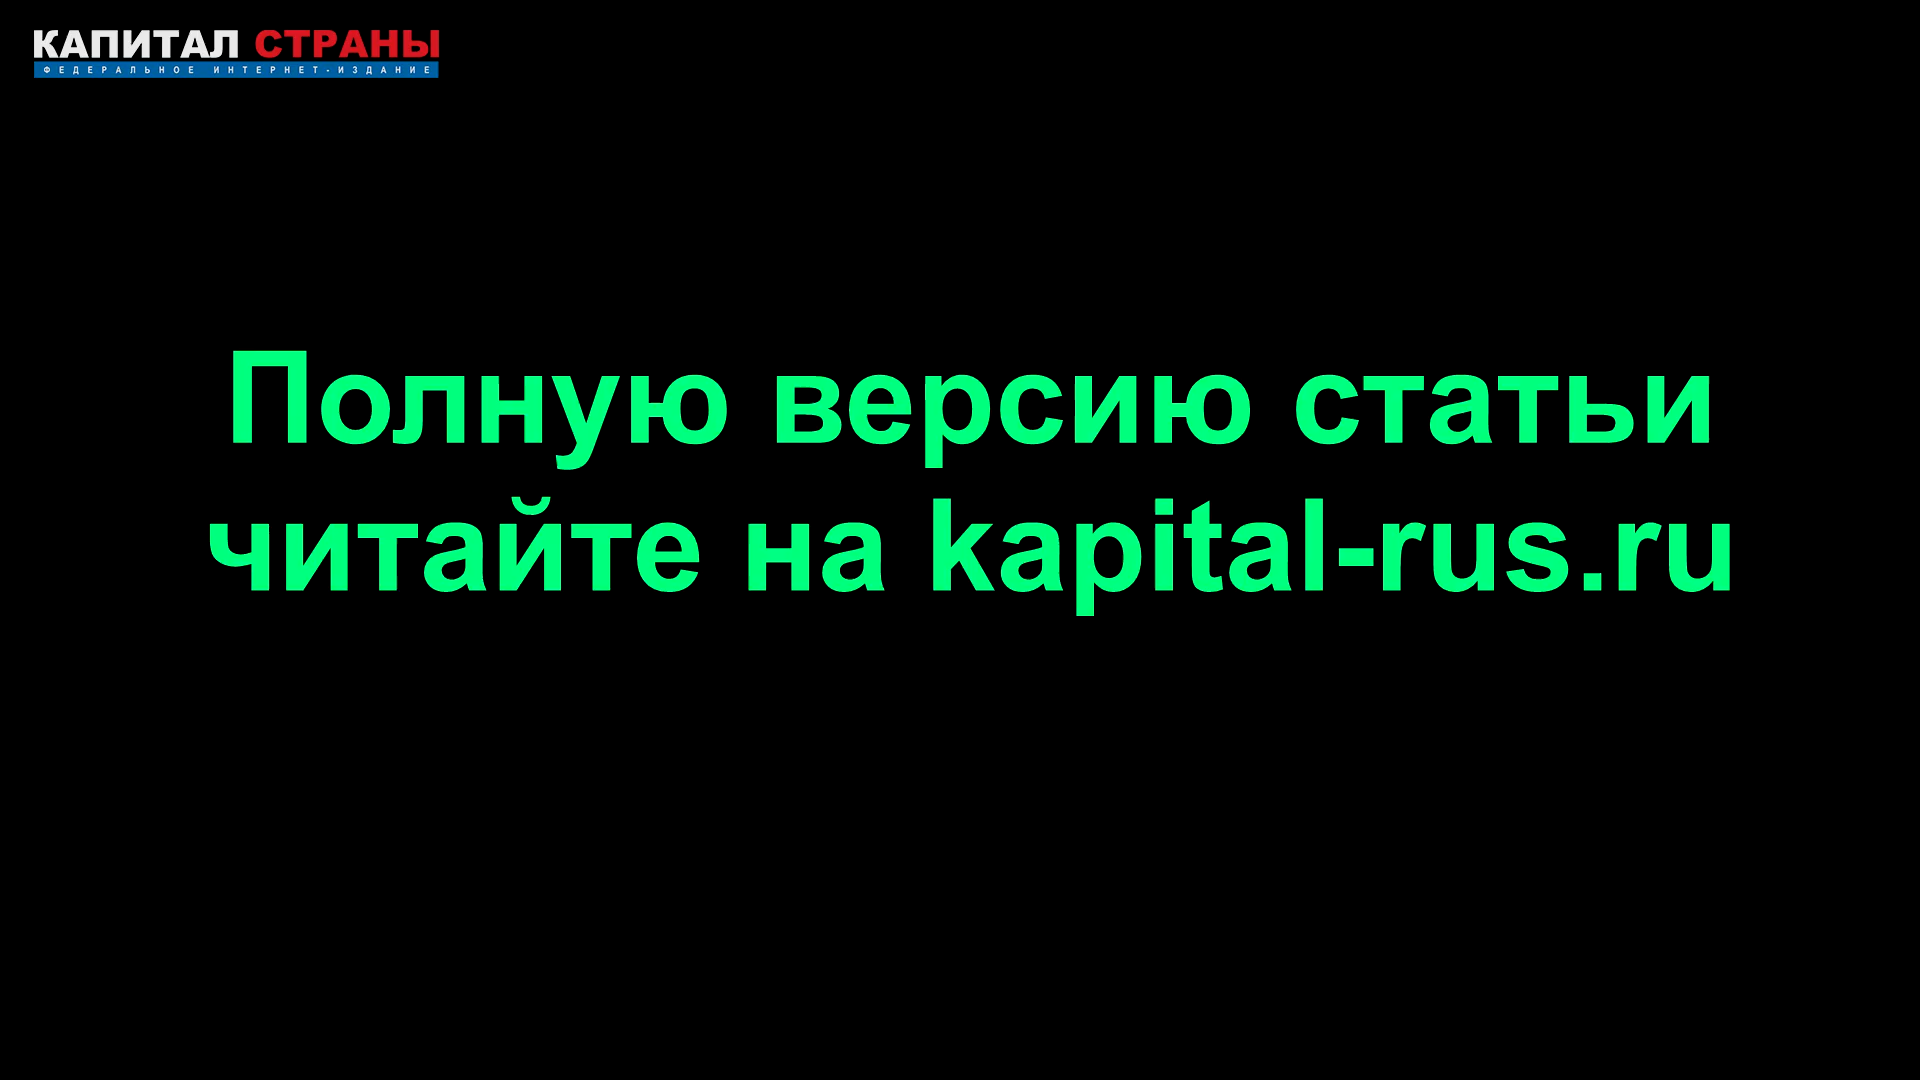 КАПИТАЛ СТРАНЫ
ФЕДЕРАЛЬНОЕ ИНТЕРНЕТ-ИЗДАНИЕ
Полную версию статьи
читайте на kapital-rus.ru